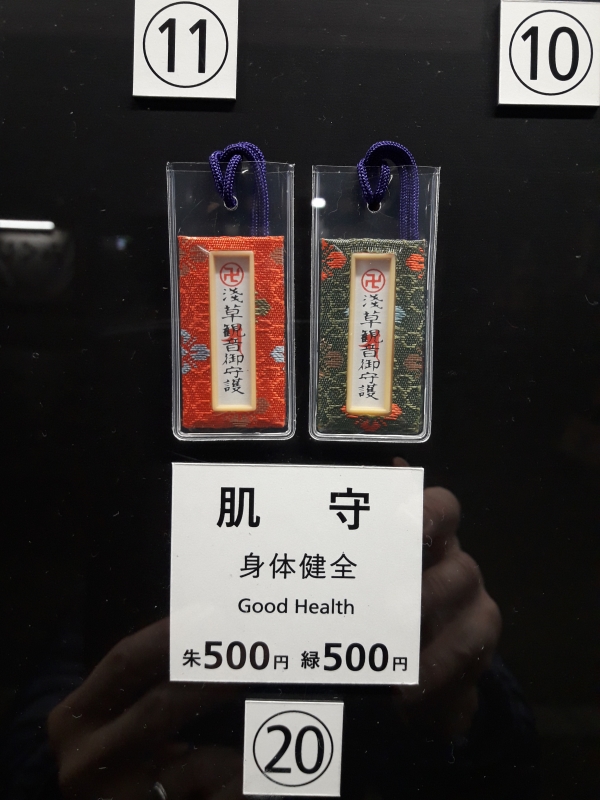 11
10
卍
浅草観音御守護
卍
浅草観音御守護
肌 守
身体健全
Good Health
朱500円 緑500円
20